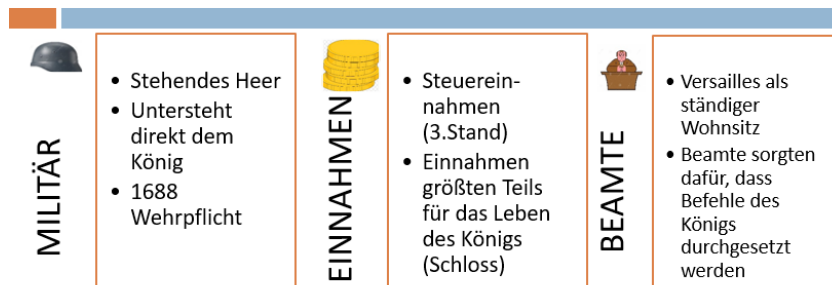 MILITÄR
• Stehendes Heer
• Untersteht
direkt dem
König
• 1688
Wehrpflicht
EINNAHMEN
• Steuerein-
nahmen
(3.Stand)
• Einnahmen
größten Teils
für das Leben
des Königs
(Schloss)
BEAMTE
• Versailles als
ständiger
Wohnsitz
• Beamte sorgten
dafür, dass
Befehle des
Königs
durchgesetzt
werden